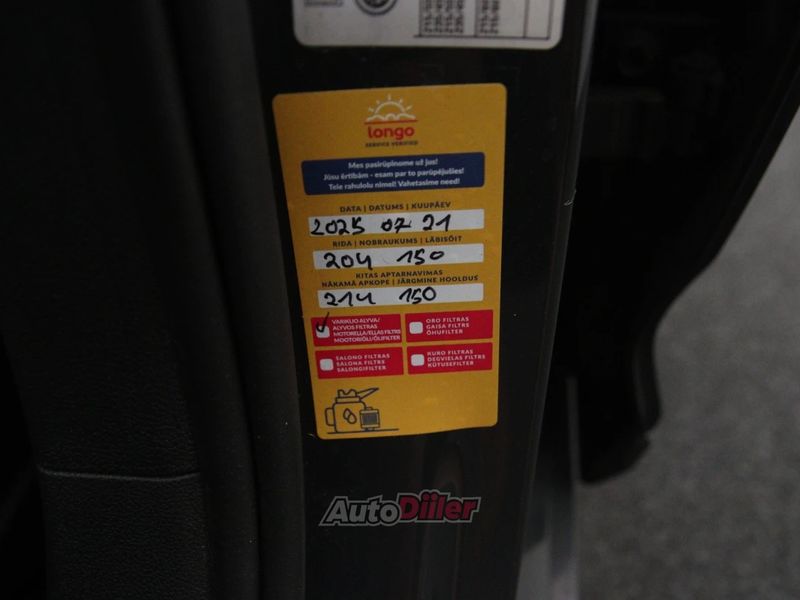 longo
SERVICE VERIFIED
Mes pasirūpinome už jus!
Jūsu ērtībām - esam par to parūpējušies!
Teie rahulolu nimel! Vahetasime need!
DATA | DATUMS | KUUPÄEV
2025 07 21
RIDA | NOBRAUKUMS | LÄBISÕIT
204 150
KITAS APTARNAVIMAS
NĀKAMĀ APKOPE | JÄRGMINE HOOLDUS
214 150
VARIKLIO ALYVA/
ALYVOS FILTRAS
MOTOREĻĻA/EĻĻAS FILTRS
MOOTORIÕLI/ÕLIFILTER
ORO FILTRAS
GAISA FILTRS
ÕHUFILTER
SALONO FILTRAS
SALONA FILTRS
SALONGIFILTER
KURO FILTRAS
DEGVIELAS FILTRS
KÜTUSEFILTER
AutoDiiler